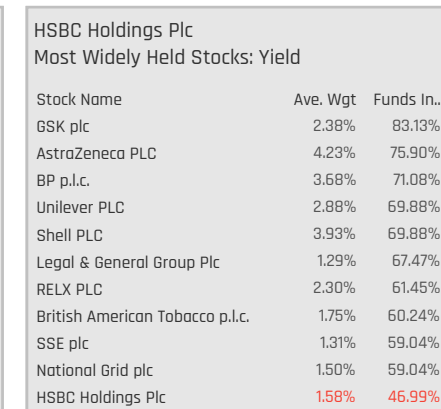 HSBC Holdings Plc
Most Widely Held Stocks: Yield
Stock Name Ave. Wgt Funds In..
GSK plc 2.38% 83.13%
AstraZeneca PLC 4.23% 75.90%
BP p.l.c. 3.68% 71.08%
Unilever PLC 2.88% 69.88%
Shell PLC 3.93% 69.88%
Legal & General Group Plc 1.29% 67.47%
RELX PLC 2.30% 61.45%
British American Tobacco p.l.c. 1.75% 60.24%
SSE plc 1.31% 59.04%
National Grid plc 1.50% 59.04%
HSBC Holdings Plc 1.58% 46.99%